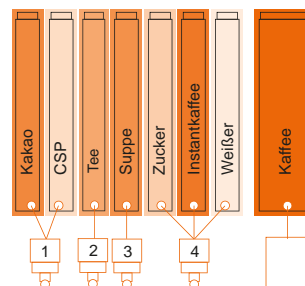 Kakao
CSP
Tee
Suppe
Zucker
Instantkaffee
Weißer
Kaffee
1
2
3
4